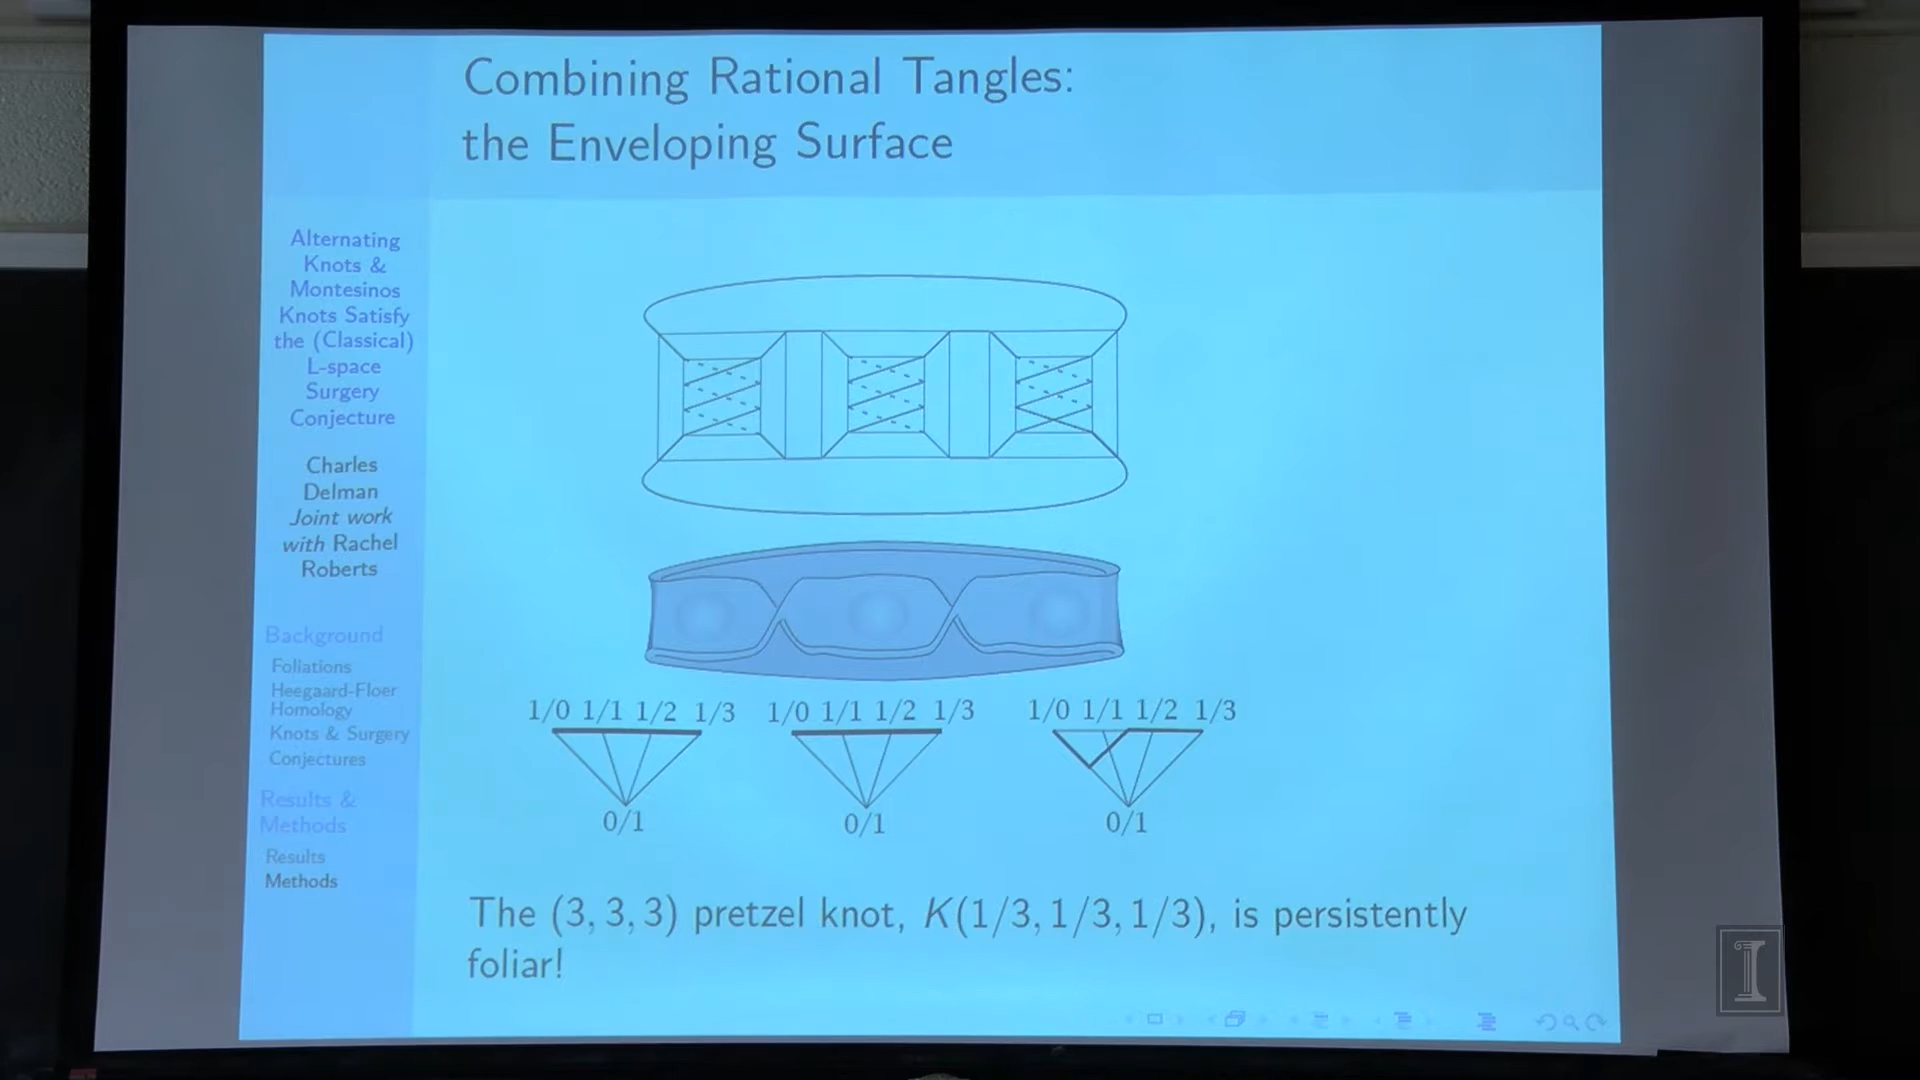 Combining Rational Tangles:
the Enveloping Surface
Alternating
Knots &
Montesinos
Knots Satisfy
the (Classical)
L-space
Surgery
Conjecture
Charles
Delman
Joint work
with Rachel
Roberts
Background
Foliations
Heegaard-Floer
Homology
Knots & Surgery
Conjectures
Results &
Methods
Results
Methods
1/0 1/1 1/2 1/3 1/0 1/1 1/2 1/3 1/0 1/1 1/2 1/3
0/1 0/1 0/1
The (3, 3, 3) pretzel knot, K(1/3, 1/3, 1/3), is persistently
foliar!
I